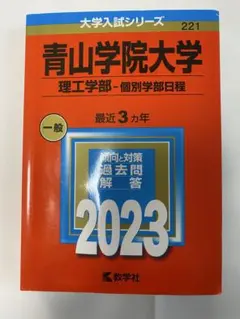 大学入試シリーズ
221
青山学院大学
理工学部-個別学部日程
一般
最近3ヵ年
傾向と対策
過去問
解答
2023
教学社